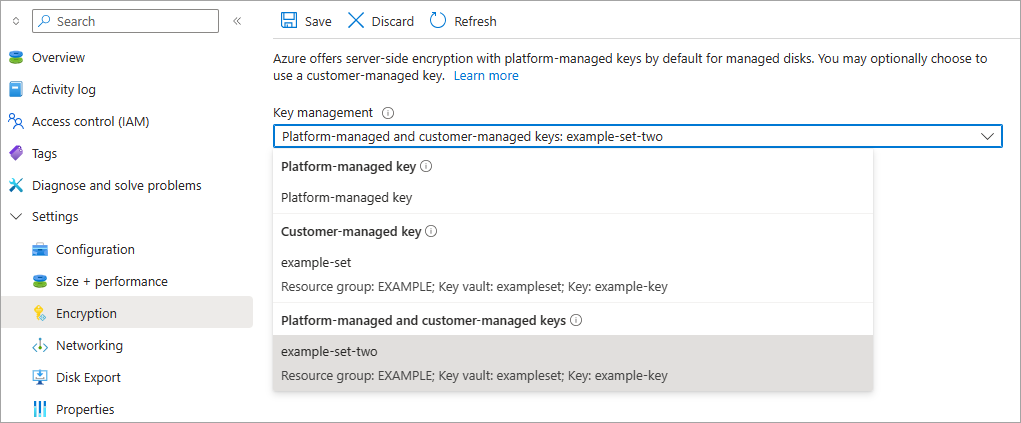 Search
Save
Discard
Refresh
Overview
Activity log
Access control (IAM)
Tags
Diagnose and solve problems
Settings
Configuration
Size + performance
Encryption
Networking
Disk Export
Properties
Azure offers server-side encryption with platform-managed keys by default for managed disks. You may optionally choose to
use a customer-managed key. Learn more
Key management
Platform-managed and customer-managed keys: example-set-two
Platform-managed key
Platform-managed key
Customer-managed key
example-set
Resource group: EXAMPLE; Key vault: exampleset; Key: example-key
Platform-managed and customer-managed keys
example-set-two
Resource group: EXAMPLE; Key vault: exampleset; Key: example-key